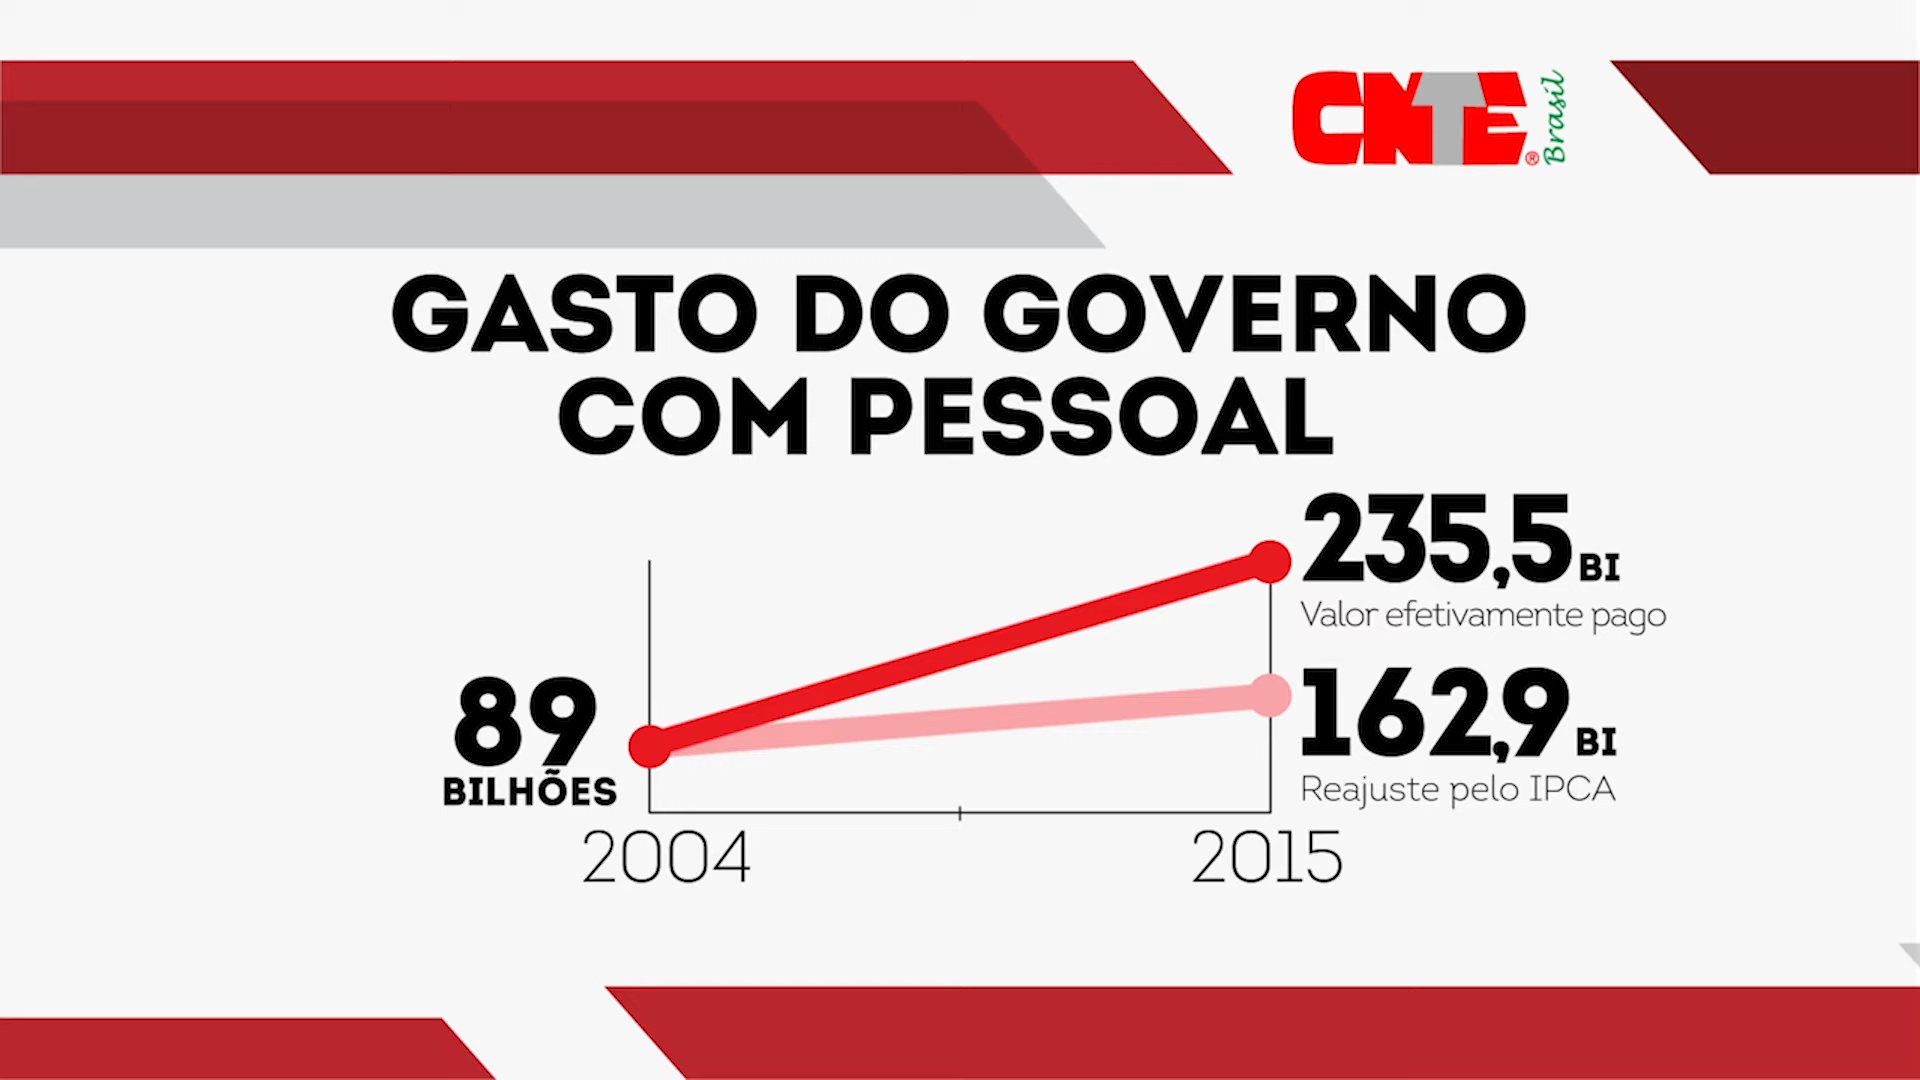 CNTE ® Brasil
GASTO DO GOVERNO
COM PESSOAL
235,5 BI
Valor efetivamente pago
89
BILHÕES
162,9 BI
Reajuste pelo IPCA
2004
2015